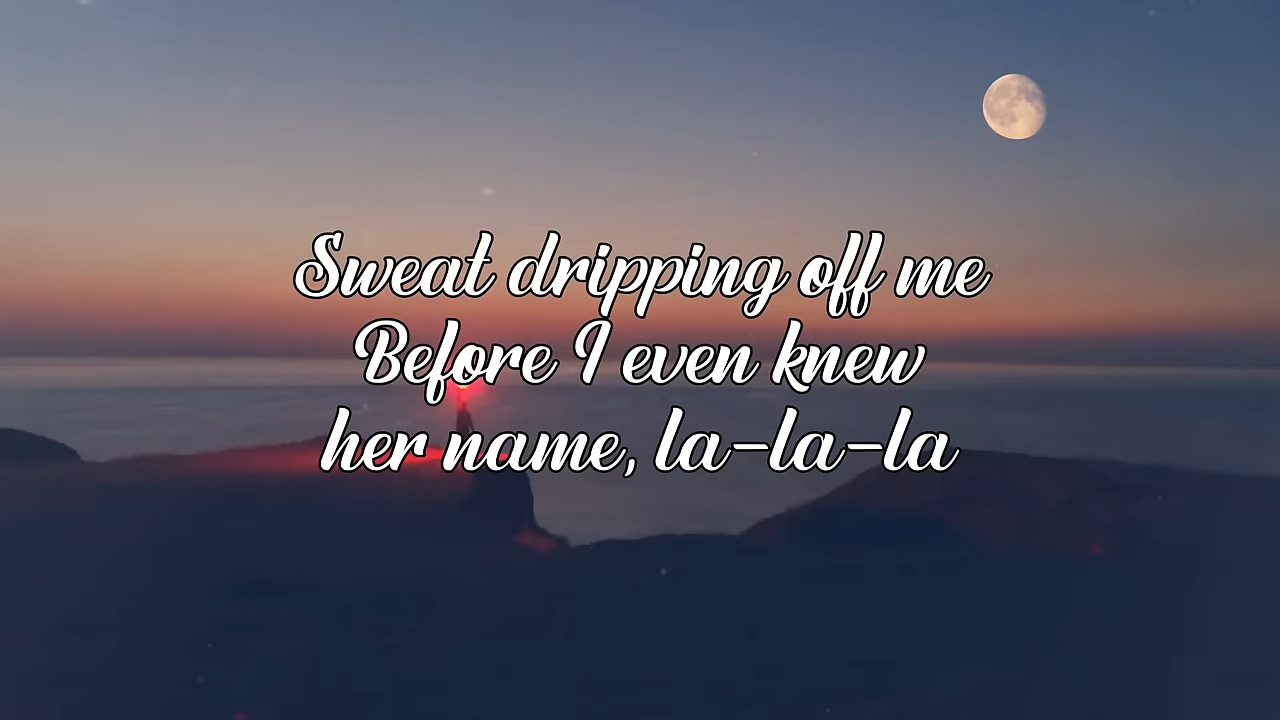 Sweat dripping off me
Before I even knew
her name, la-la-la